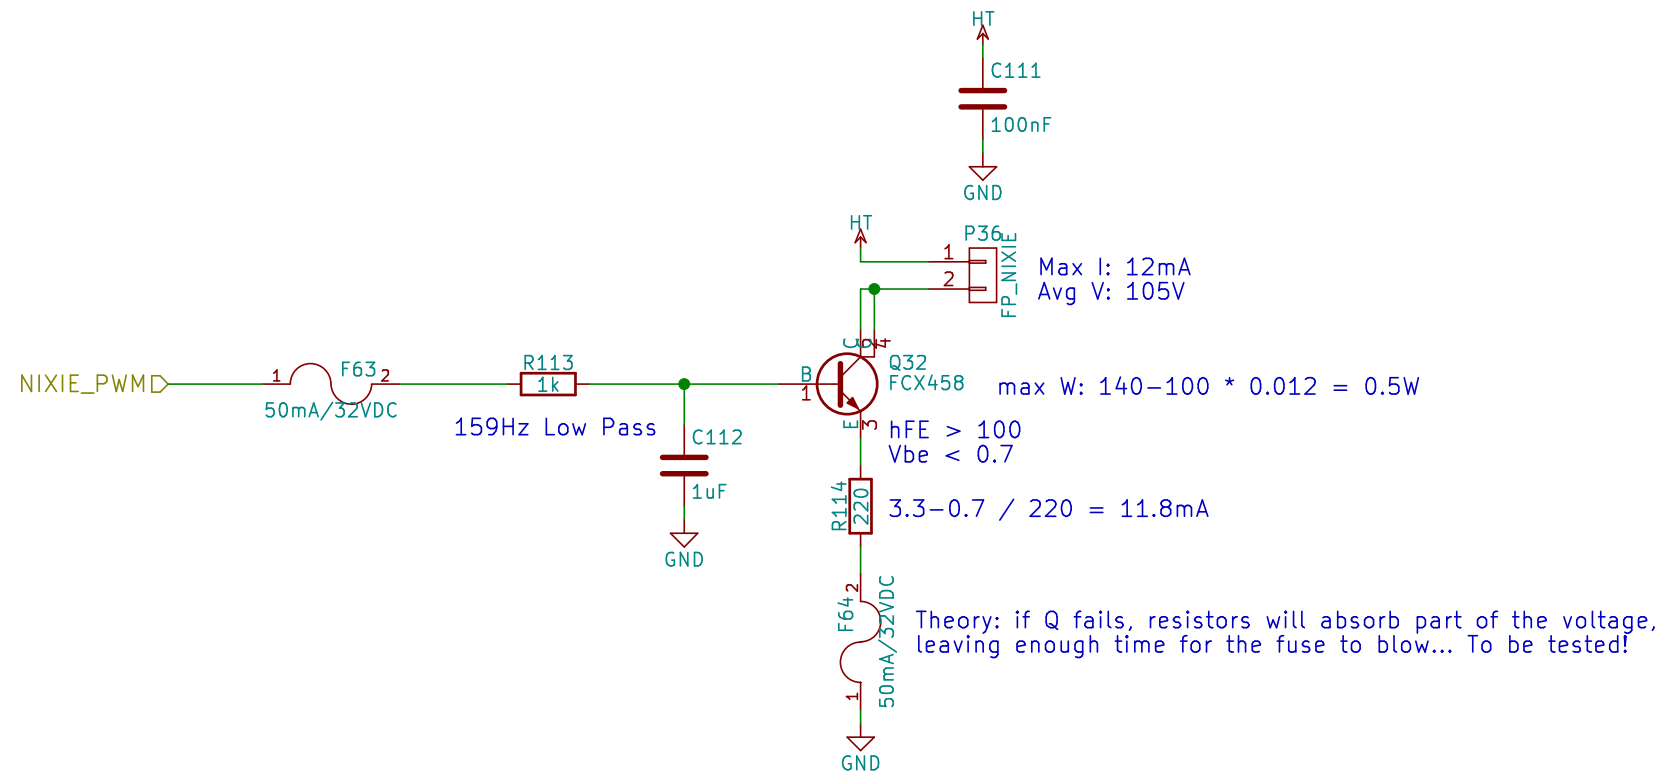 HT
C111
100nF
GND
HT
P36
1
2
FP_NIXIE
Max I: 12mA
Avg V: 105V
NIXIE_PWM
1
F63
2
50mA/32VDC
R113
1k
159Hz Low Pass
C112
1uF
GND
B
1
C
4
Q32
FCX458
max W: 140-100 * 0.012 = 0.5W
E
3
hFE > 100
Vbe < 0.7
R114
220
3.3-0.7 / 220 = 11.8mA
2
F64
50mA/32VDC
1
Theory: if Q fails, resistors will absorb part of the voltage,
leaving enough time for the fuse to blow... To be tested!
GND